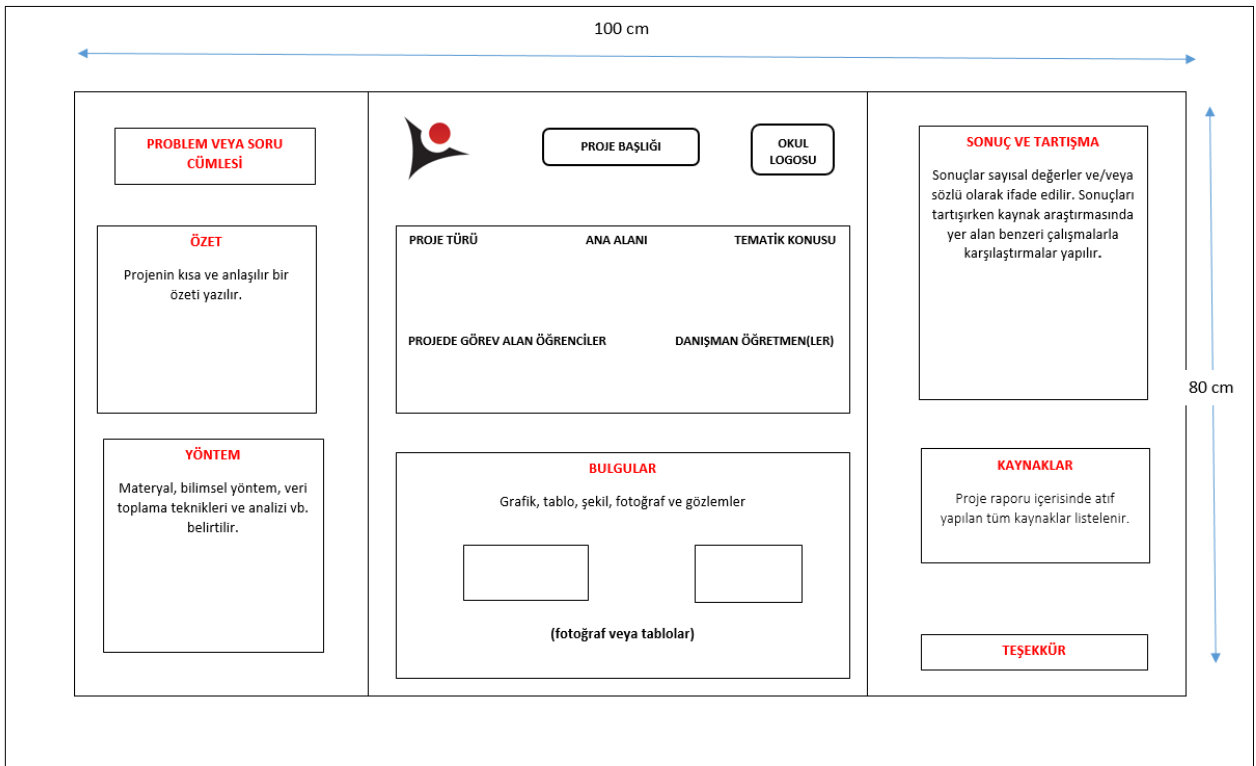 100 cm
PROBLEM VEYA SORU
CÜMLESİ
ÖZET
Projenin kısa ve anlaşılır bir
özeti yazılır.
YÖNTEM
Materyal, bilimsel yöntem, veri
toplama teknikleri ve analizi vb.
belirtilir.
PROJE BAŞLIĞI
OKUL
LOGOSU
PROJE TÜRÜ ANA ALANI TEMATİK KONUSU
PROJEDE GÖREV ALAN ÖĞRENCİLER DANIŞMAN ÖĞRETMEN(LER)
BULGULAR
Grafik, tablo, şekil, fotoğraf ve gözlemler
(fotoğraf veya tablolar)
SONUÇ VE TARTIŞMA
Sonuçlar sayısal değerler ve/veya
sözlü olarak ifade edilir. Sonuçları
tartışırken kaynak araştırmasında
yer alan benzeri çalışmalarla
karşılaştırmalar yapılır.
KAYNAKLAR
Proje raporu içerisinde atıf
yapılan tüm kaynaklar listelenir.
TEŞEKKÜR
80 cm